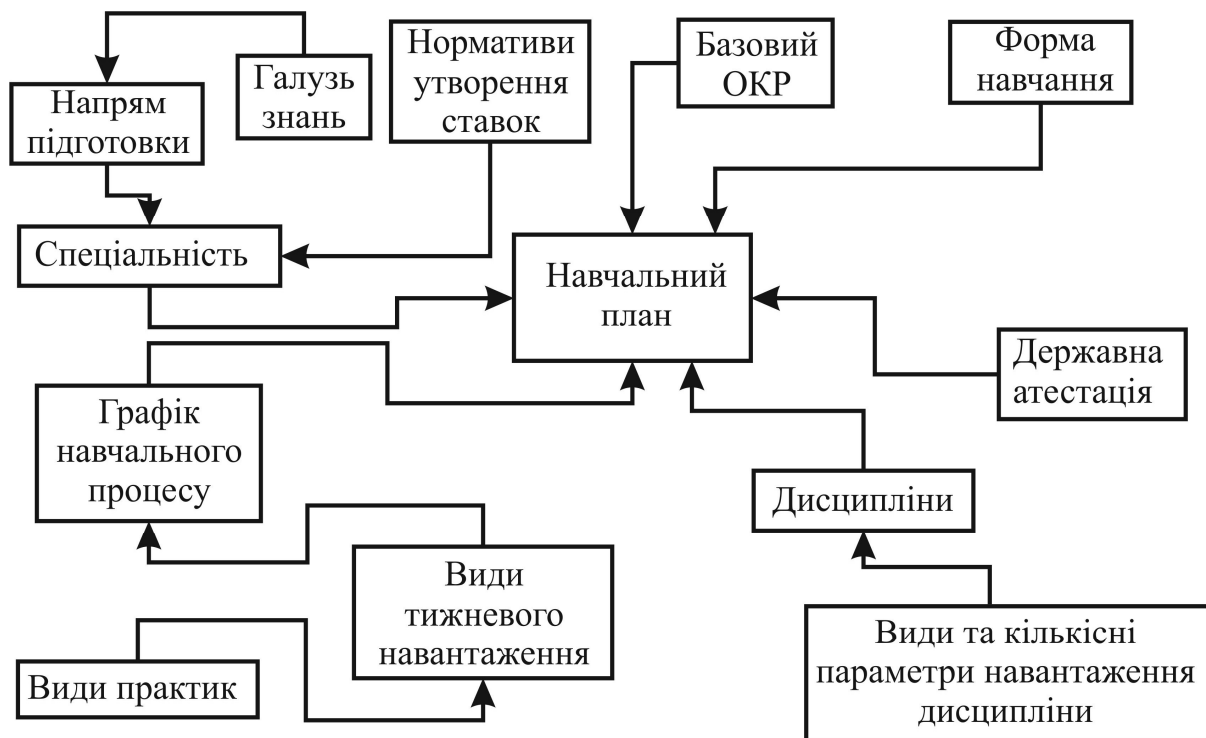 Галузь
знань
Нормативи
утворення
ставок
Базовий
ОКР
Форма
навчання
Напрям
підготовки
Спеціальність
Навчальний
план
Державна
атестація
Графік
навчального
процесу
Дисципліни
Види
тижневого
навантаження
Види практик
Види та кількісні
параметри навантаження
дисципліни